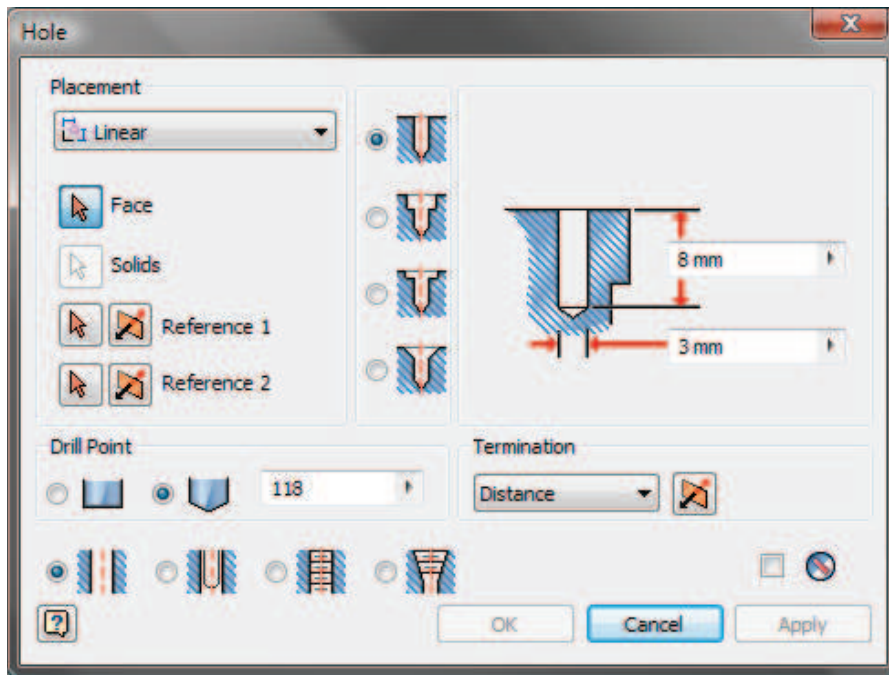 Hole
Placement
Linear
Face
Solids
Reference 1
Reference 2
8 mm
3 mm
Drill Point
118
Termination
Distance
OK
Cancel
Apply